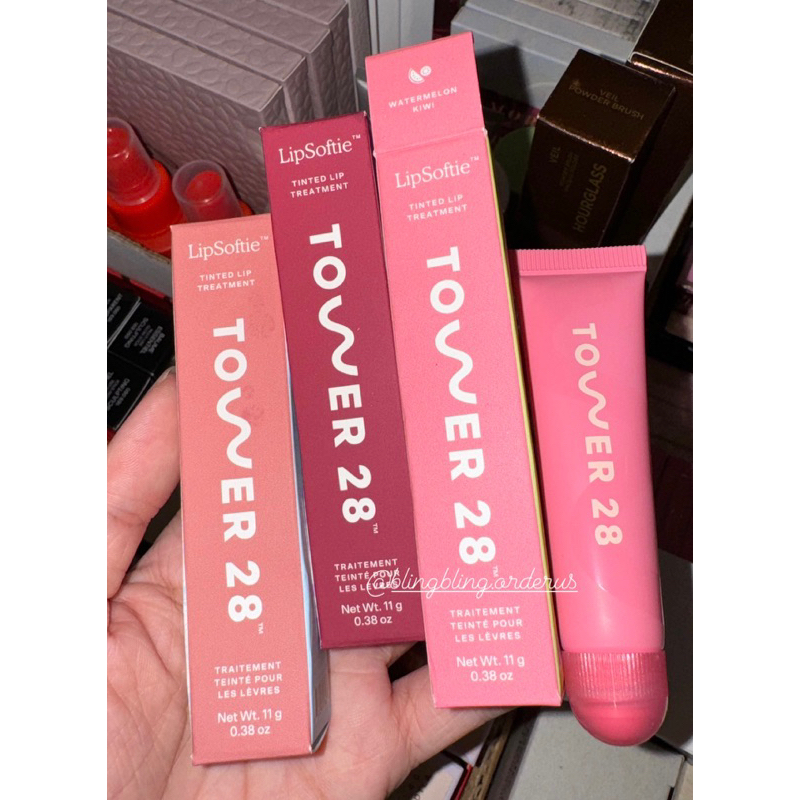 LipSoftie™
TINTED LIP
TREATMENT
TOWER 28™
TRAITEMENT
TEINTÉ POUR
LES LÈVRES
Net Wt. 11 g
0.38 oz
LipSoftie™
TINTED LIP
TREATMENT
TOWER 28™
TRAITEMENT
TEINTÉ POUR
LES LÈVRES
Net Wt. 11 g
0.38 oz
WATERMELON
KIWI
LipSoftie™
TINTED LIP
TREATMENT
TOWER 28™
TRAITEMENT
TEINTÉ POUR
LES LÈVRES
Net Wt. 11 g
0.38 oz
TOWER 28
@blingbling.orderus
VEIL
POWDER BRUSH
VEIL
HOURGLASS